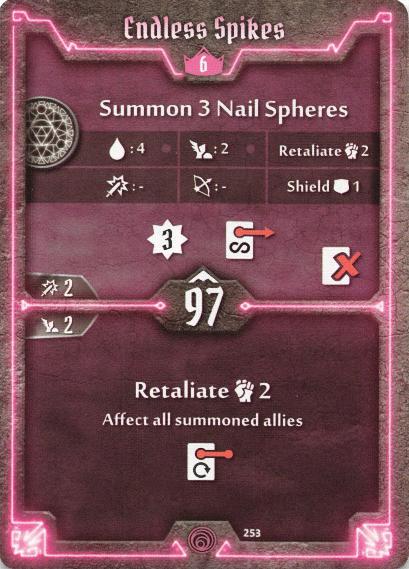 Endless Spikes
6
Summon 3 Nail Spheres
:4 :2 Retaliate 2
:- :- Shield 1
3
2
97
2
Retaliate 2
Affect all summoned allies
253